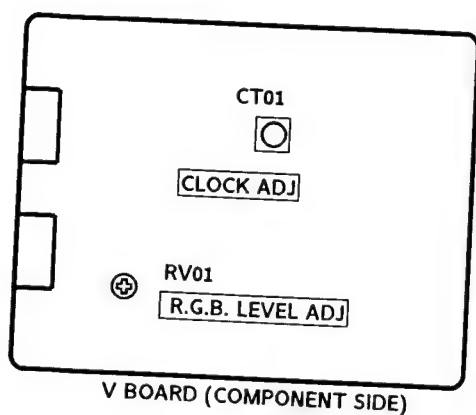 CT01
CLOCK ADJ
RV01
R.G.B. LEVEL ADJ
V BOARD (COMPONENT SIDE)